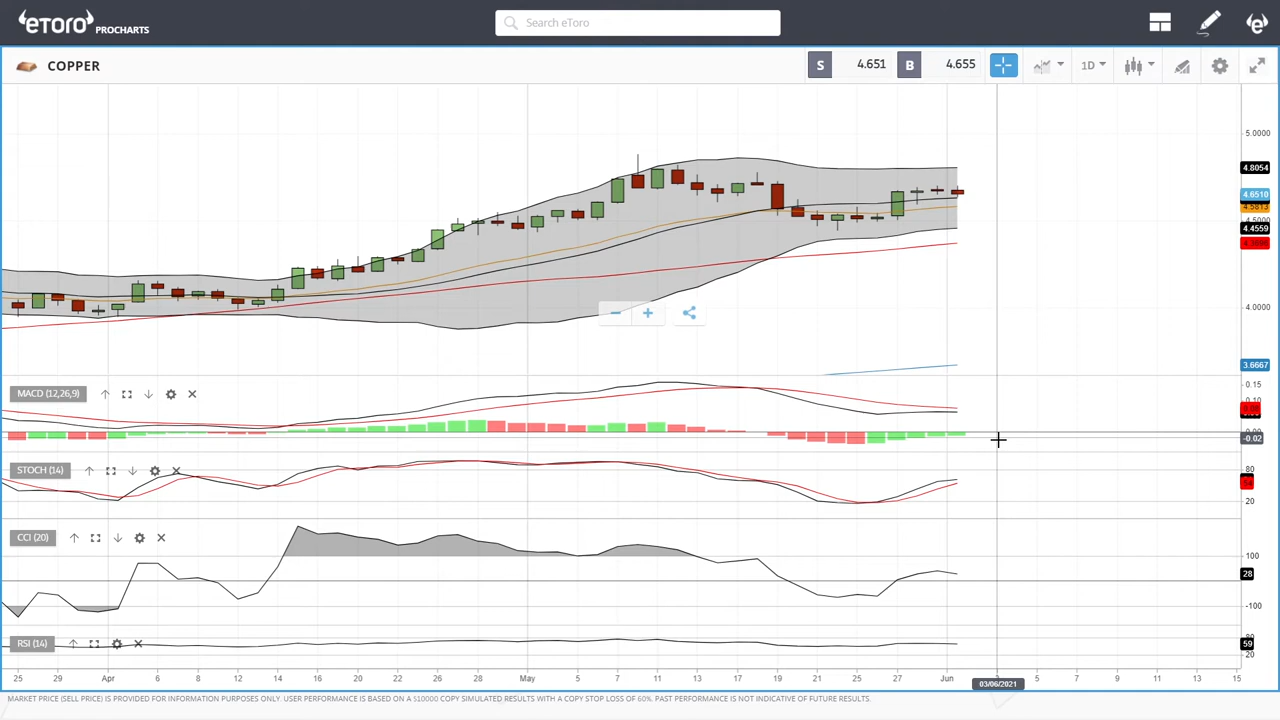 eToro PROCHARTS
Search eToro
COPPER
S 4.651 B 4.655
1D
5.0000
4.8054
4.6510
4.5000
4.4559
4.0000
3.6667
MACD (12,26,9)
0.15
-0.02
STOCH (14)
80
20
CCI (20)
100
28
-100
RSI (14)
80
59
20
25 29 Apr 6 8 12 14 16 20 22 26 28 May 5 7 11 13 17 19 21 25 27 Jun 5 7 9 11 13 15
03/06/2021
MARKET PRICE (SELL PRICE) IS PROVIDED FOR INFORMATION PURPOSES ONLY. USER PERFORMANCE IS BASED ON A $10000 COPY SIMULATED RESULTS WITH A COPY STOP LOSS OF 60%. PAST PERFORMANCE IS NOT INDICATIVE OF FUTURE RESULTS.